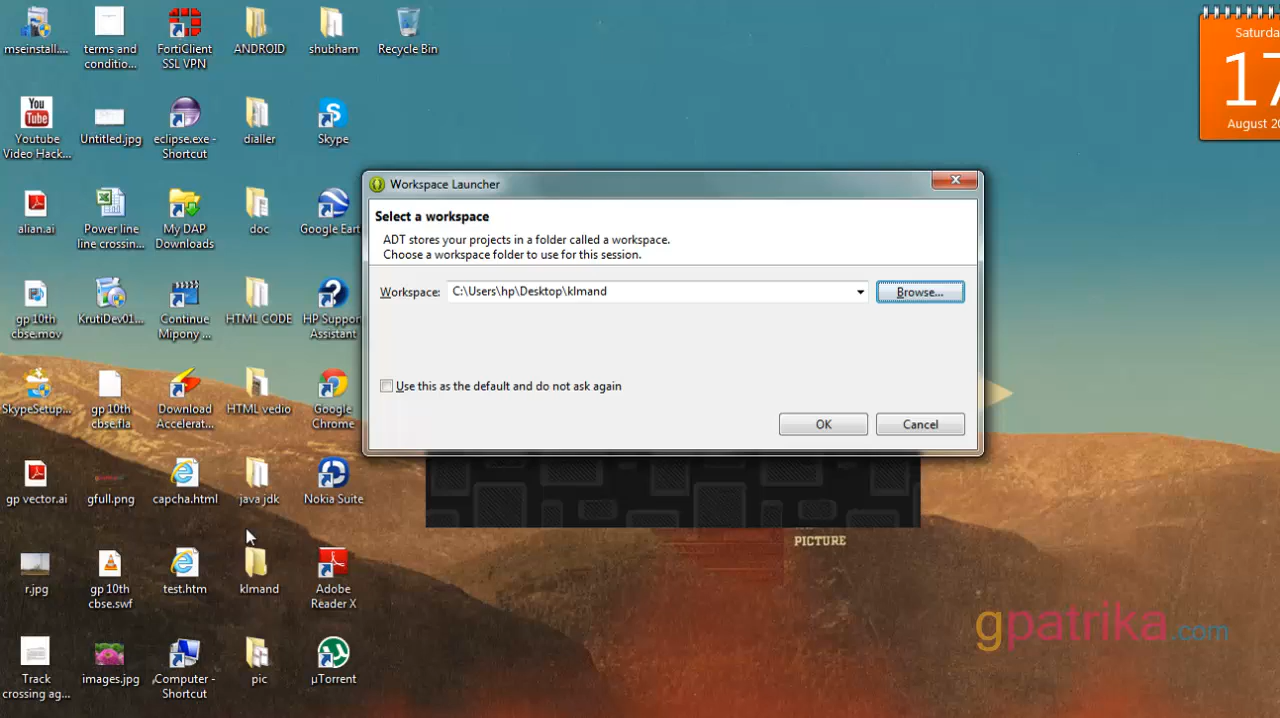 mseinstall....
terms and
conditio...
FortiClient
SSL VPN
ANDROID
shubham
Recycle Bin
You
Tube
Youtube
Video Hack...
Untitled.jpg
eclipse.exe -
Shortcut
dialler
Skype
alian.ai
Power line
line crossin...
My DAP
Downloads
doc
Google Eart
gp 10th
cbse.mov
KrutiDev01...
Continue
Mipony ...
HTML CODE
HP Support
Assistant
SkypeSetup...
gp 10th
cbse.fla
Download
Accelerat...
HTML vedio
Google
Chrome
gp vector.ai
gfull.png
capcha.html
java jdk
Nokia Suite
r.jpg
gp 10th
cbse.swf
test.htm
klmand
Adobe
Reader X
Track
crossing ag...
images.jpg
Computer -
Shortcut
pic
µTorrent
Workspace Launcher
Select a workspace
ADT stores your projects in a folder called a workspace.
Choose a workspace folder to use for this session.
Workspace: C:\Users\hp\Desktop\klmand
Browse...
Use this as the default and do not ask again
OK
Cancel
PICTURE
Saturda
17
August 20
gpatrika.com